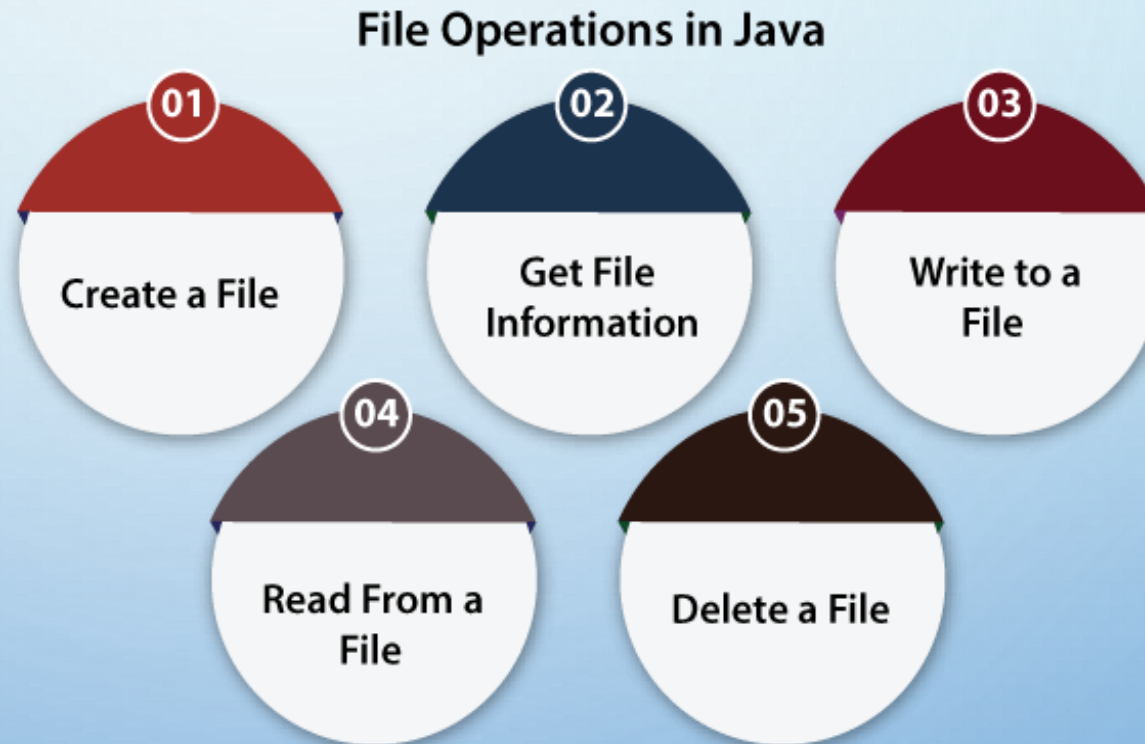 File Operations in Java
01
02
03
Create a File
Get File
Information
Write to a
File
04
05
Read From a
File
Delete a File